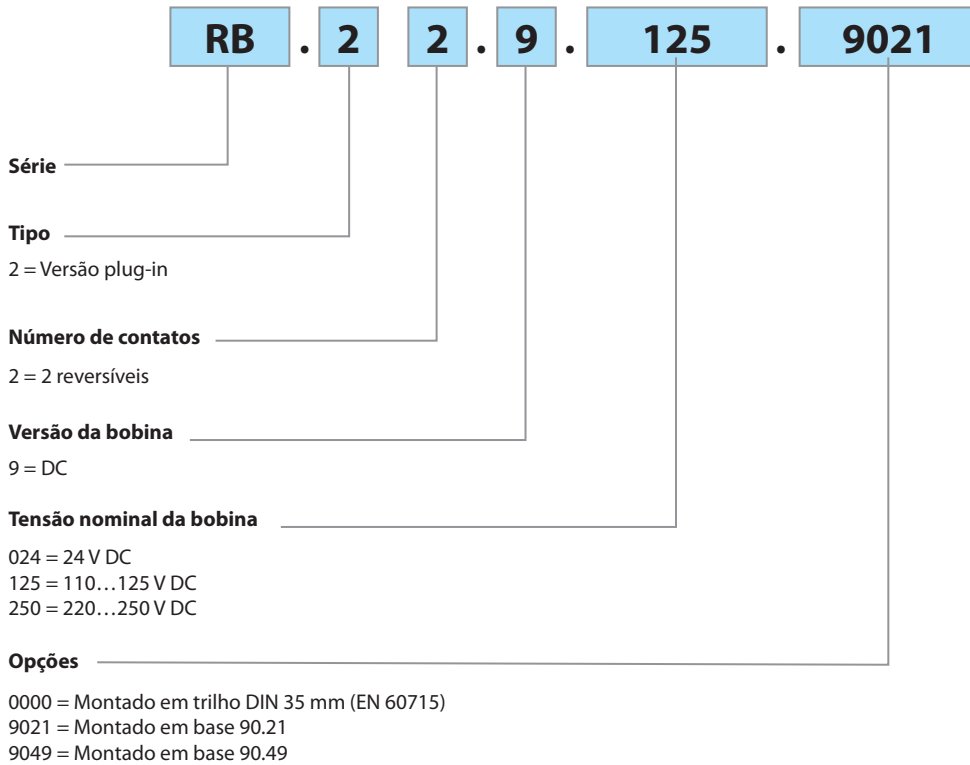 RB . 2 2 . 9 . 125 . 9021
Série
Tipo
2 = Versão plug-in
Número de contatos
2 = 2 reversíveis
Versão da bobina
9 = DC
Tensão nominal da bobina
024 = 24 V DC
125 = 110…125 V DC
250 = 220…250 V DC
Opções
0000 = Montado em trilho DIN 35 mm (EN 60715)
9021 = Montado em base 90.21
9049 = Montado em base 90.49